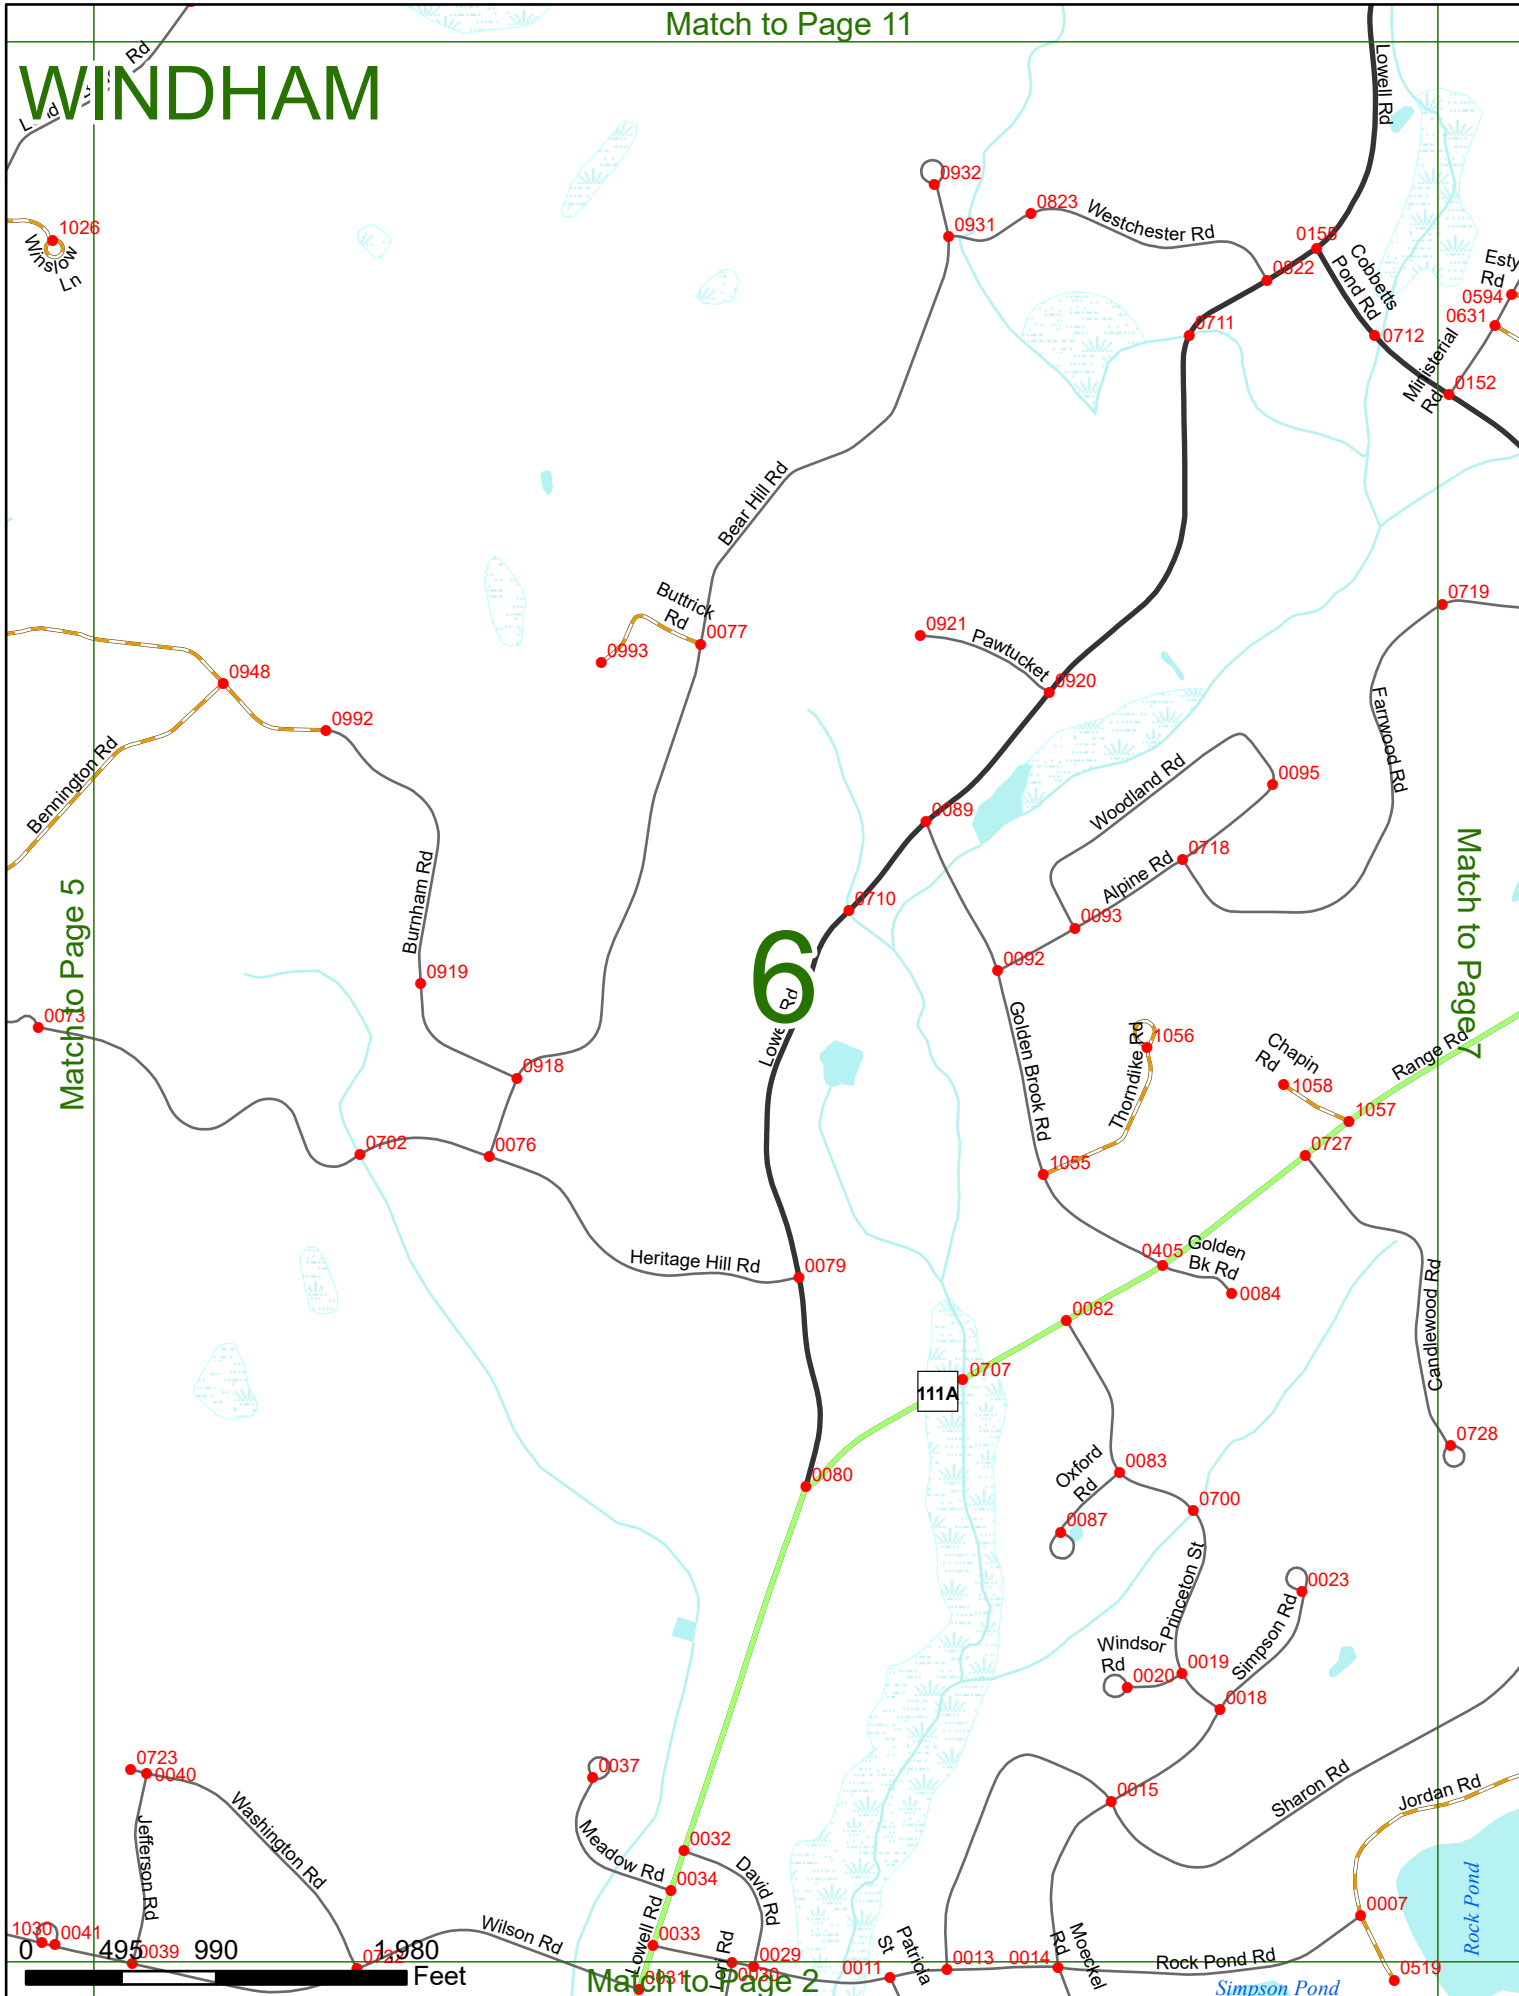 Match to Page 11
WINDHAM
Rd
Lowell Rd
0932
0823
Westchester Rd
0931
0155
1026
Winslow
Ln
Cobbetts
Pond Rd
Esty
Rd
0822
0594
0631
0711
0712
Ministerial
Rd
0152
Bear Hill Rd
Buttrick
Rd
0077
0993
0921
Pawtucket
0920
0719
0948
0992
Farrwood Rd
Bennington Rd
Woodland Rd
0095
0089
0718
Alpine Rd
Match to Page 5
Match to Page 7
Burnham Rd
0710
0093
0092
6
0919
Lowell Rd
0073
Golden Brook Rd
Thorndike Rd
1056
Chapin
Rd
1058
Range Rd
1057
0918
0702
0076
0727
1055
Heritage Hill Rd
0079
0405
Golden
Bk Rd
0084
0082
Candlewood Rd
0707
111A
0728
0080
Oxford
Rd
0083
0700
0087
Princeton St
0023
Simpson Rd
Windsor
Rd
0020
0019
0018
0723
0040
0037
0015
Washington Rd
Jefferson Rd
Meadow Rd
0032
David Rd
0034
Sharon Rd
Jordan Rd
0007
Rock Pond
1030
0041
Wilson Rd
Lowell Rd
0033
Lori Rd
Patricia
St
Moeckel
Rd
0039
0722
0029
0030
0011
0013
0014
Rock Pond Rd
0519
0 495 990 1,980
Feet
0031
Match to Page 2
Simpson Pond